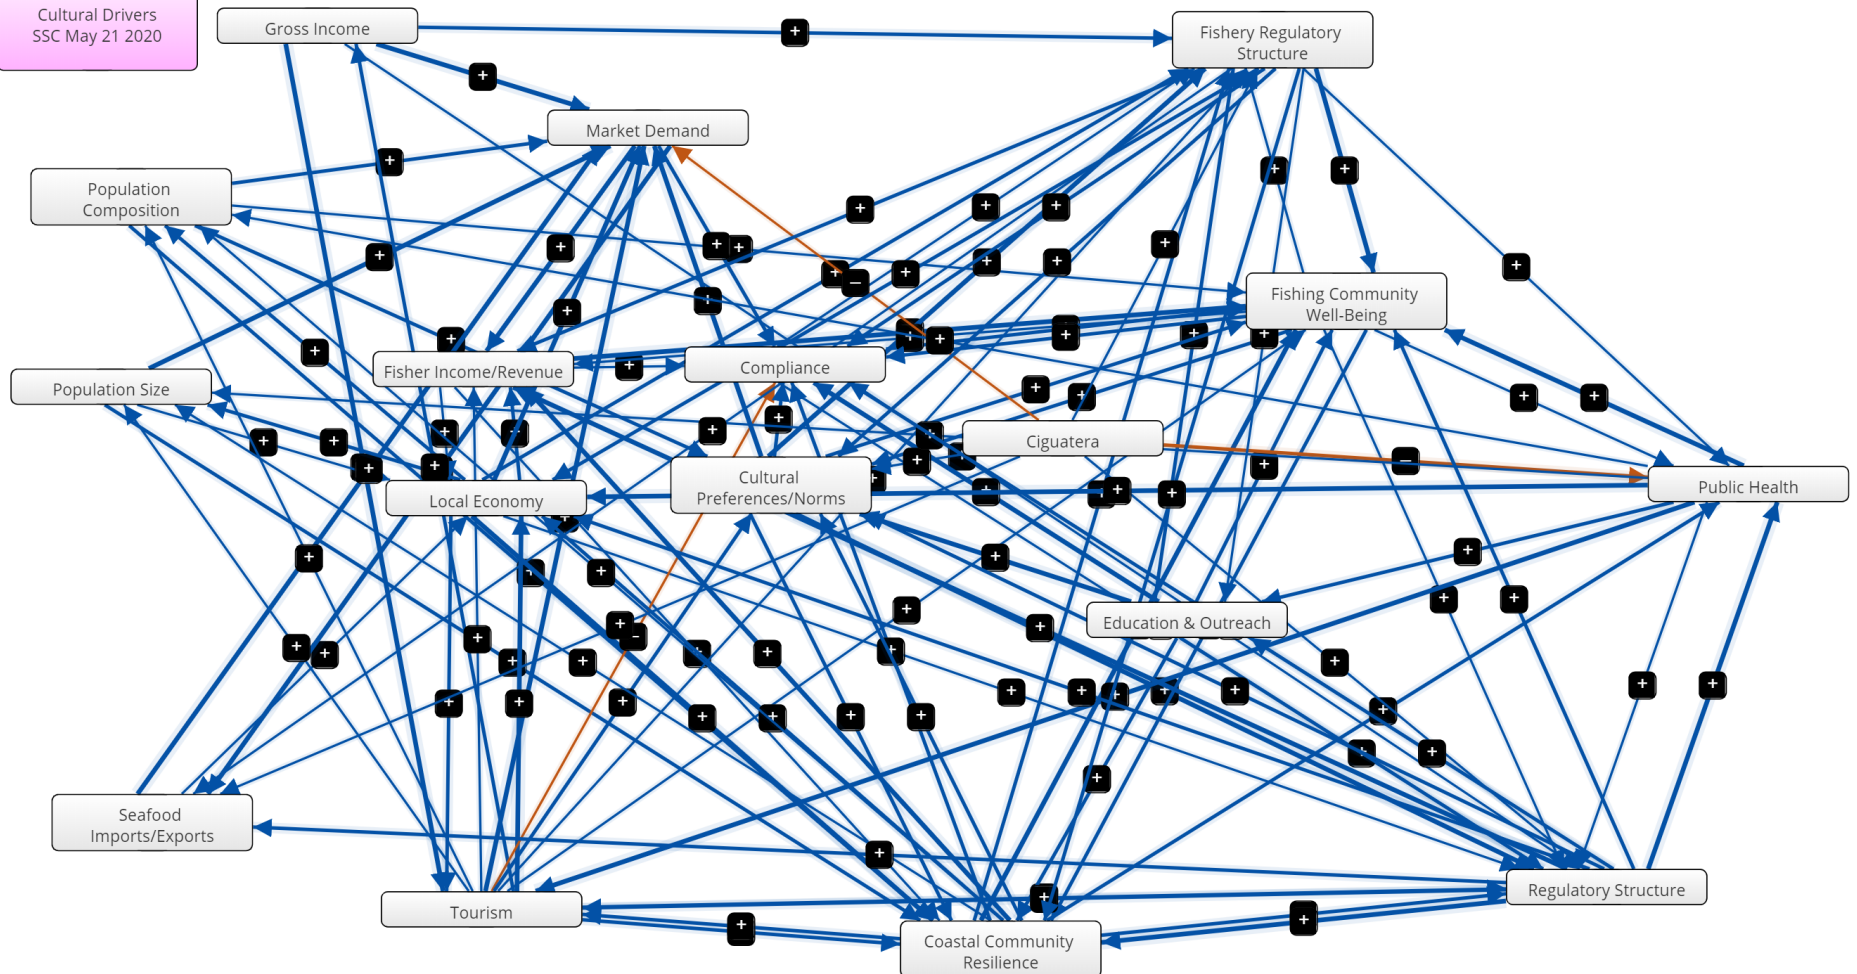 Cultural Drivers
SSC May 21 2020
Gross Income
Fishery Regulatory
Structure
Market Demand
Population
Composition
Fishing Community
Well-Being
Fisher Income/Revenue
Compliance
Population Size
Ciguatera
Cultural
Preferences/Norms
Local Economy
Public Health
Education & Outreach
Seafood
Imports/Exports
Regulatory Structure
Tourism
Coastal Community
Resilience